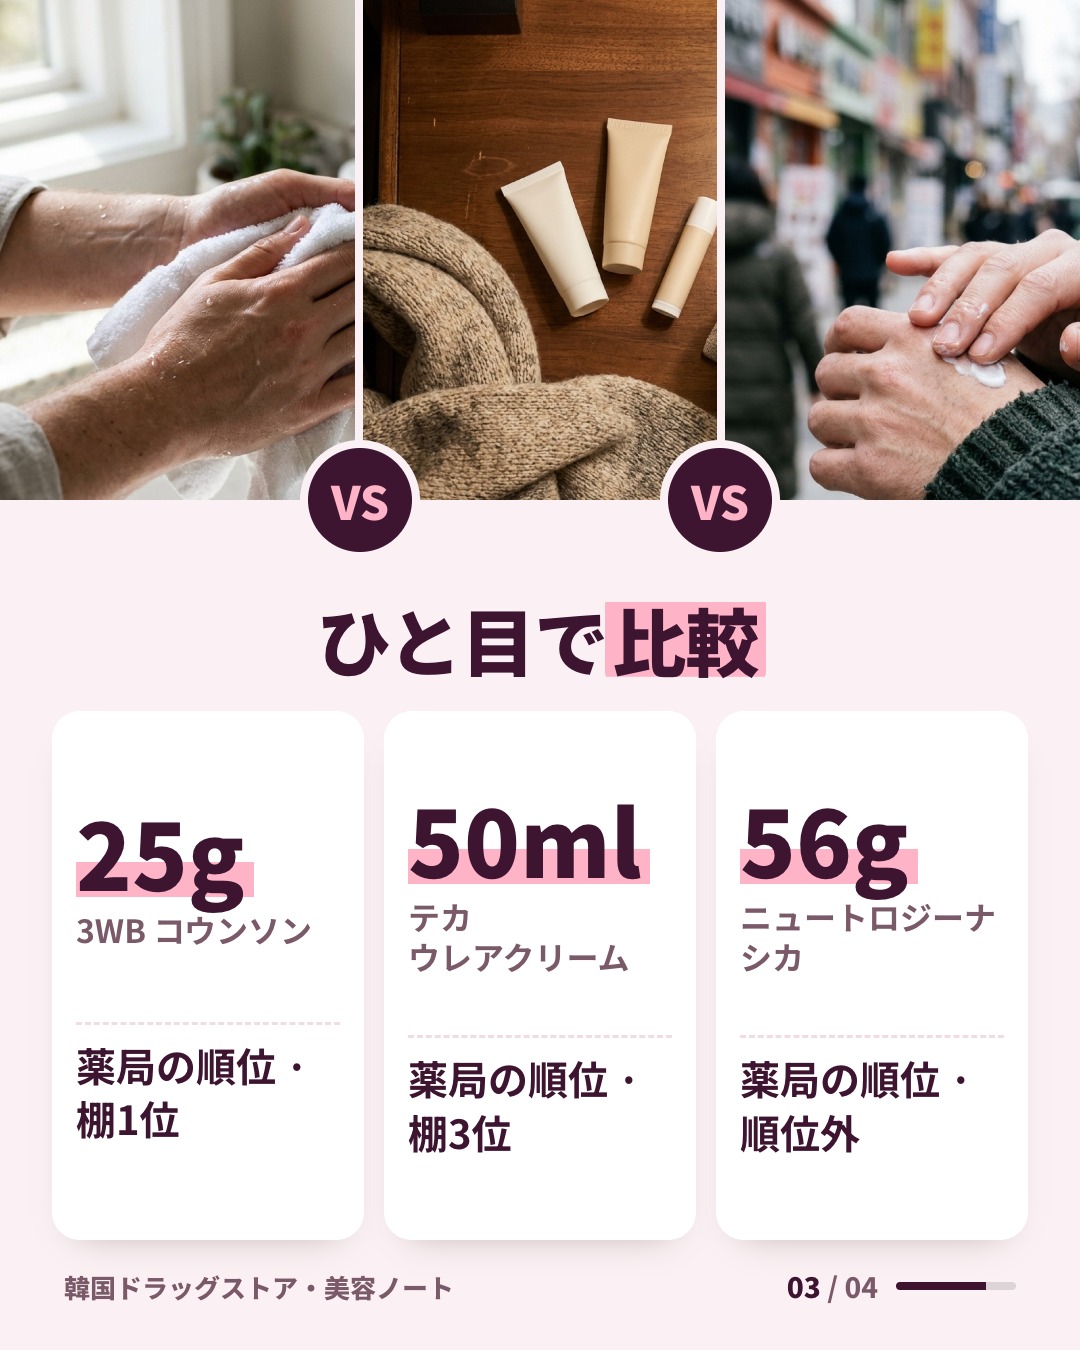 VS
VS
ひと目で比較
25g
3WB コウンソン
薬局の順位・
棚1位
50ml
テカ
ウレアクリーム
薬局の順位・
棚3位
56g
ニュートロジーナ
シカ
薬局の順位・
順位外
韓国ドラッグストア・美容ノート
03 / 04